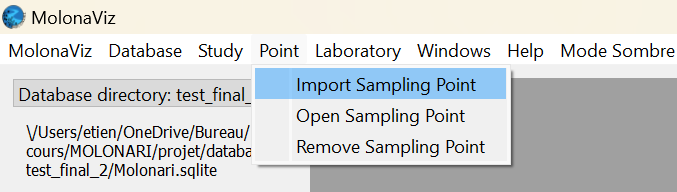 MolonaViz
MolonaViz Database Study Point Laboratory Windows Help Mode Sombre
Import Sampling Point
Database directory: test_final_
Open Sampling Point
\/Users/etien/OneDrive/Bureau/
cours/MOLONARI/projet/databa
Remove Sampling Point
test_final_2/Molonari.sqlite